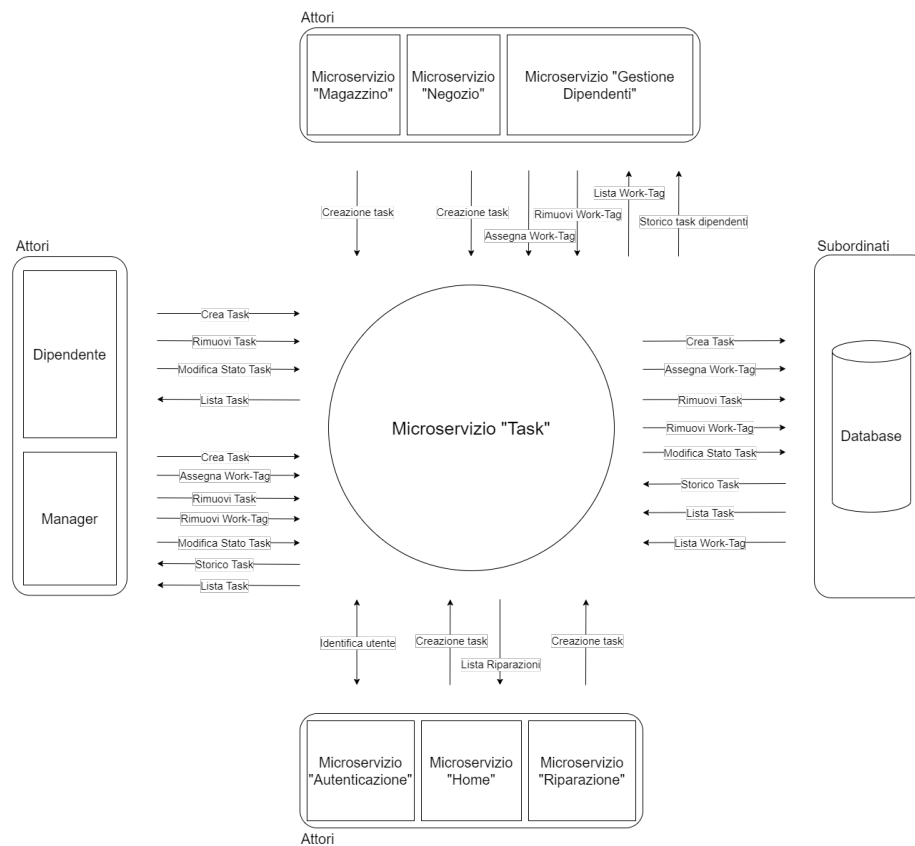 Attori
Microservizio
"Magazzino"
Microservizio
"Negozio"
Microservizio "Gestione
Dipendenti"
Creazione task
Creazione task
Assegna Work-Tag
Rimuovi Work-Tag
Lista Work-Tag
Storico task dipendenti
Attori
Dipendente
Manager
Crea Task
Rimuovi Task
Modifica Stato Task
Lista Task
Crea Task
Assegna Work-Tag
Rimuovi Task
Rimuovi Work-Tag
Modifica Stato Task
Storico Task
Lista Task
Microservizio "Task"
Crea Task
Assegna Work-Tag
Rimuovi Task
Rimuovi Work-Tag
Modifica Stato Task
Storico Task
Lista Task
Lista Work-Tag
Subordinati
Database
Identifica utente
Creazione task
Lista Riparazioni
Creazione task
Microservizio
"Autenticazione"
Microservizio
"Home"
Microservizio
"Riparazione"
Attori